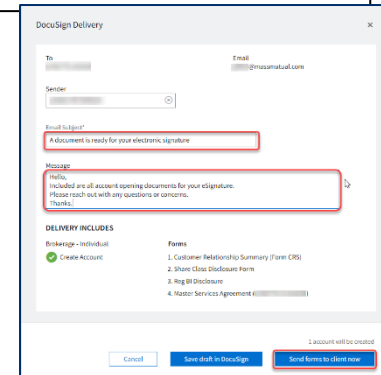 DocuSign Delivery ×
To
Email
@massmutual.com
Sender
Email Subject*
A document is ready for your electronic signature
Message
Hello,
Included are all account opening documents for your eSignature.
Please reach out with any questions or concerns.
Thanks.
DELIVERY INCLUDES
Brokerage - Individual
Create Account
Forms
1. Customer Relationship Summary (Form CRS)
2. Share Class Disclosure Form
3. Reg BI Disclosure
4. Master Services Agreement (
)
1 account will be created
Cancel
Save draft in DocuSign
Send forms to client now